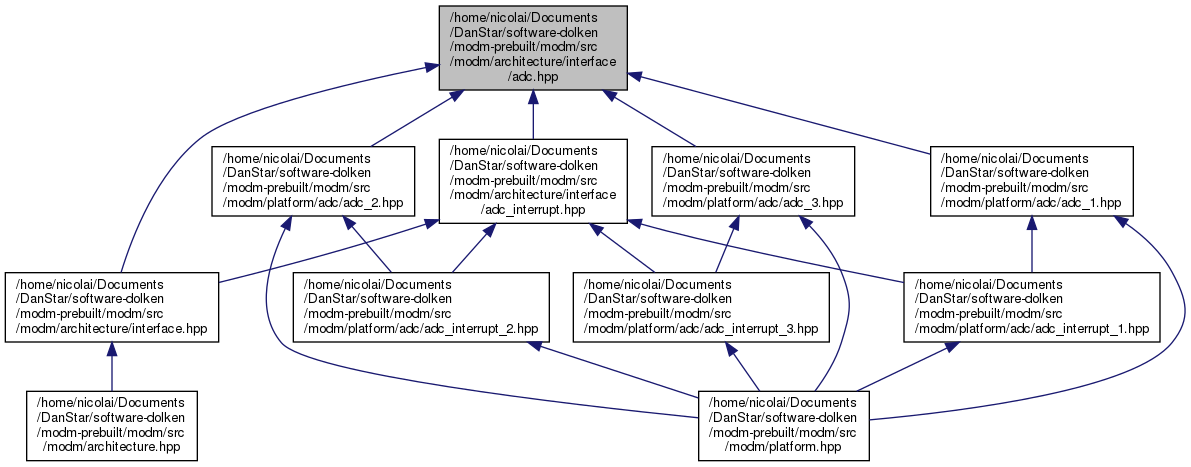 /home/nicolai/Documents
/DanStar/software-dolken
/modm-prebuilt/modm/src
/modm/architecture/interface
/adc.hpp
/home/nicolai/Documents
/DanStar/software-dolken
/modm-prebuilt/modm/src
/modm/platform/adc/adc_2.hpp
/home/nicolai/Documents
/DanStar/software-dolken
/modm-prebuilt/modm/src
/modm/architecture/interface
/adc_interrupt.hpp
/home/nicolai/Documents
/DanStar/software-dolken
/modm-prebuilt/modm/src
/modm/platform/adc/adc_3.hpp
/home/nicolai/Documents
/DanStar/software-dolken
/modm-prebuilt/modm/src
/modm/platform/adc/adc_1.hpp
/home/nicolai/Documents
/DanStar/software-dolken
/modm-prebuilt/modm/src
/modm/architecture/interface.hpp
/home/nicolai/Documents
/DanStar/software-dolken
/modm-prebuilt/modm/src
/modm/platform/adc/adc_interrupt_2.hpp
/home/nicolai/Documents
/DanStar/software-dolken
/modm-prebuilt/modm/src
/modm/platform/adc/adc_interrupt_3.hpp
/home/nicolai/Documents
/DanStar/software-dolken
/modm-prebuilt/modm/src
/modm/platform/adc/adc_interrupt_1.hpp
/home/nicolai/Documents
/DanStar/software-dolken
/modm-prebuilt/modm/src
/modm/architecture.hpp
/home/nicolai/Documents
/DanStar/software-dolken
/modm-prebuilt/modm/src
/modm/platform.hpp